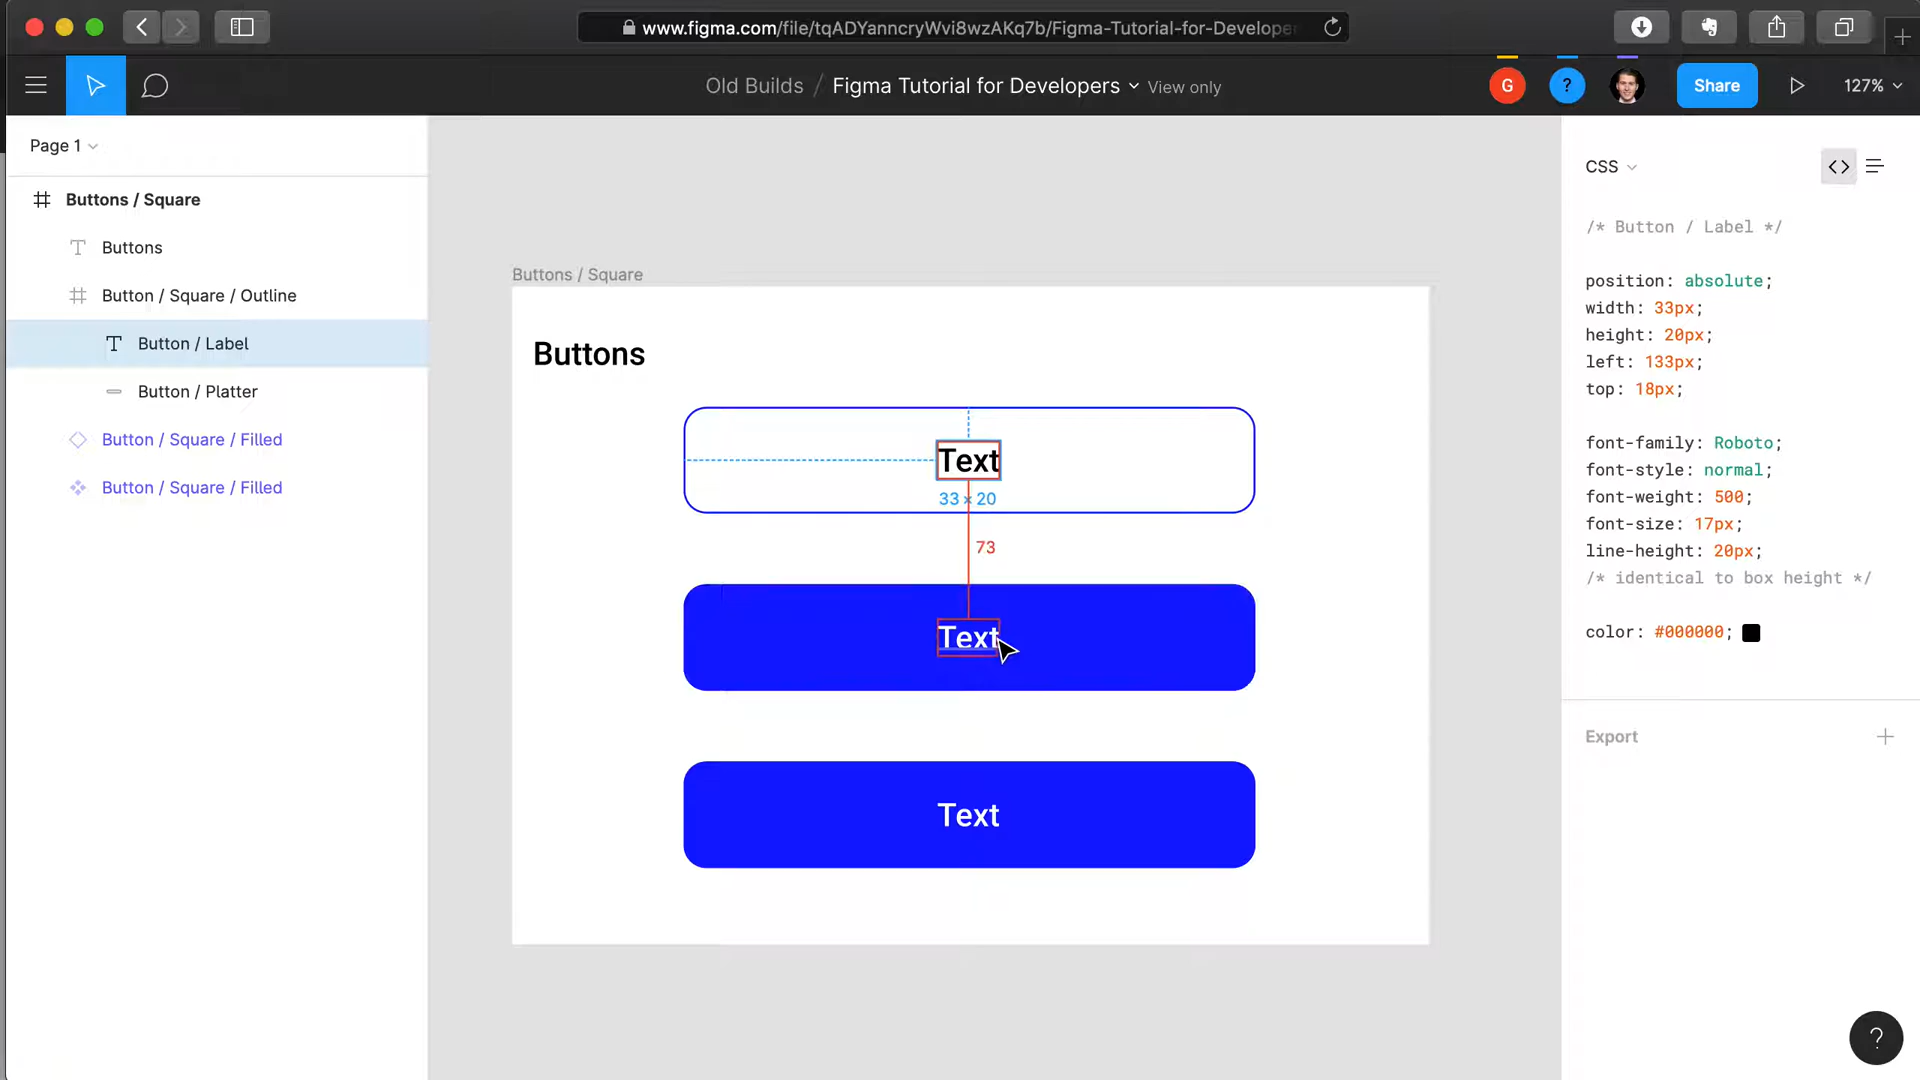 www.figma.com/file/tqADYanncryWvi8wzAKq7b/Figma-Tutorial-for-Develope
Old Builds / Figma Tutorial for Developers View only
G
?
Share
127%
Page 1
Buttons / Square
Buttons
Button / Square / Outline
Button / Label
Button / Platter
Button / Square / Filled
Button / Square / Filled
Buttons / Square
Buttons
Text
33 × 20
73
Text
Text
CSS
/* Button / Label */
position: absolute;
width: 33px;
height: 20px;
left: 133px;
top: 18px;
font-family: Roboto;
font-style: normal;
font-weight: 500;
font-size: 17px;
line-height: 20px;
/* identical to box height */
color: #000000;
Export
?